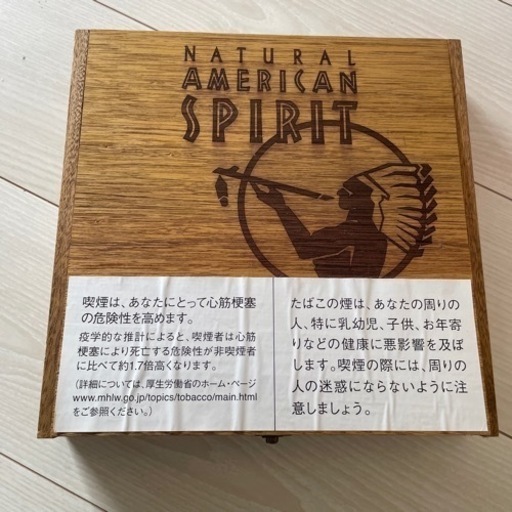 NATURAL
AMERICAN
SPIRIT
喫煙は、あなたにとって心筋梗塞
の危険性を高めます。
疫学的な推計によると、喫煙者は心筋
梗塞により死亡する危険性が非喫煙者
に比べて約1.7倍高くなります。
(詳細については、厚生労働省のホーム・ページ
www.mhlw.go.jp/topics/tobacco/main.html
をご参照ください。)
たばこの煙は、あなたの周りの
人、特に乳幼児、子供、お年寄
りなどの健康に悪影響を及ぼ
します。喫煙の際には、周りの
人の迷惑にならないように注
意しましょう。